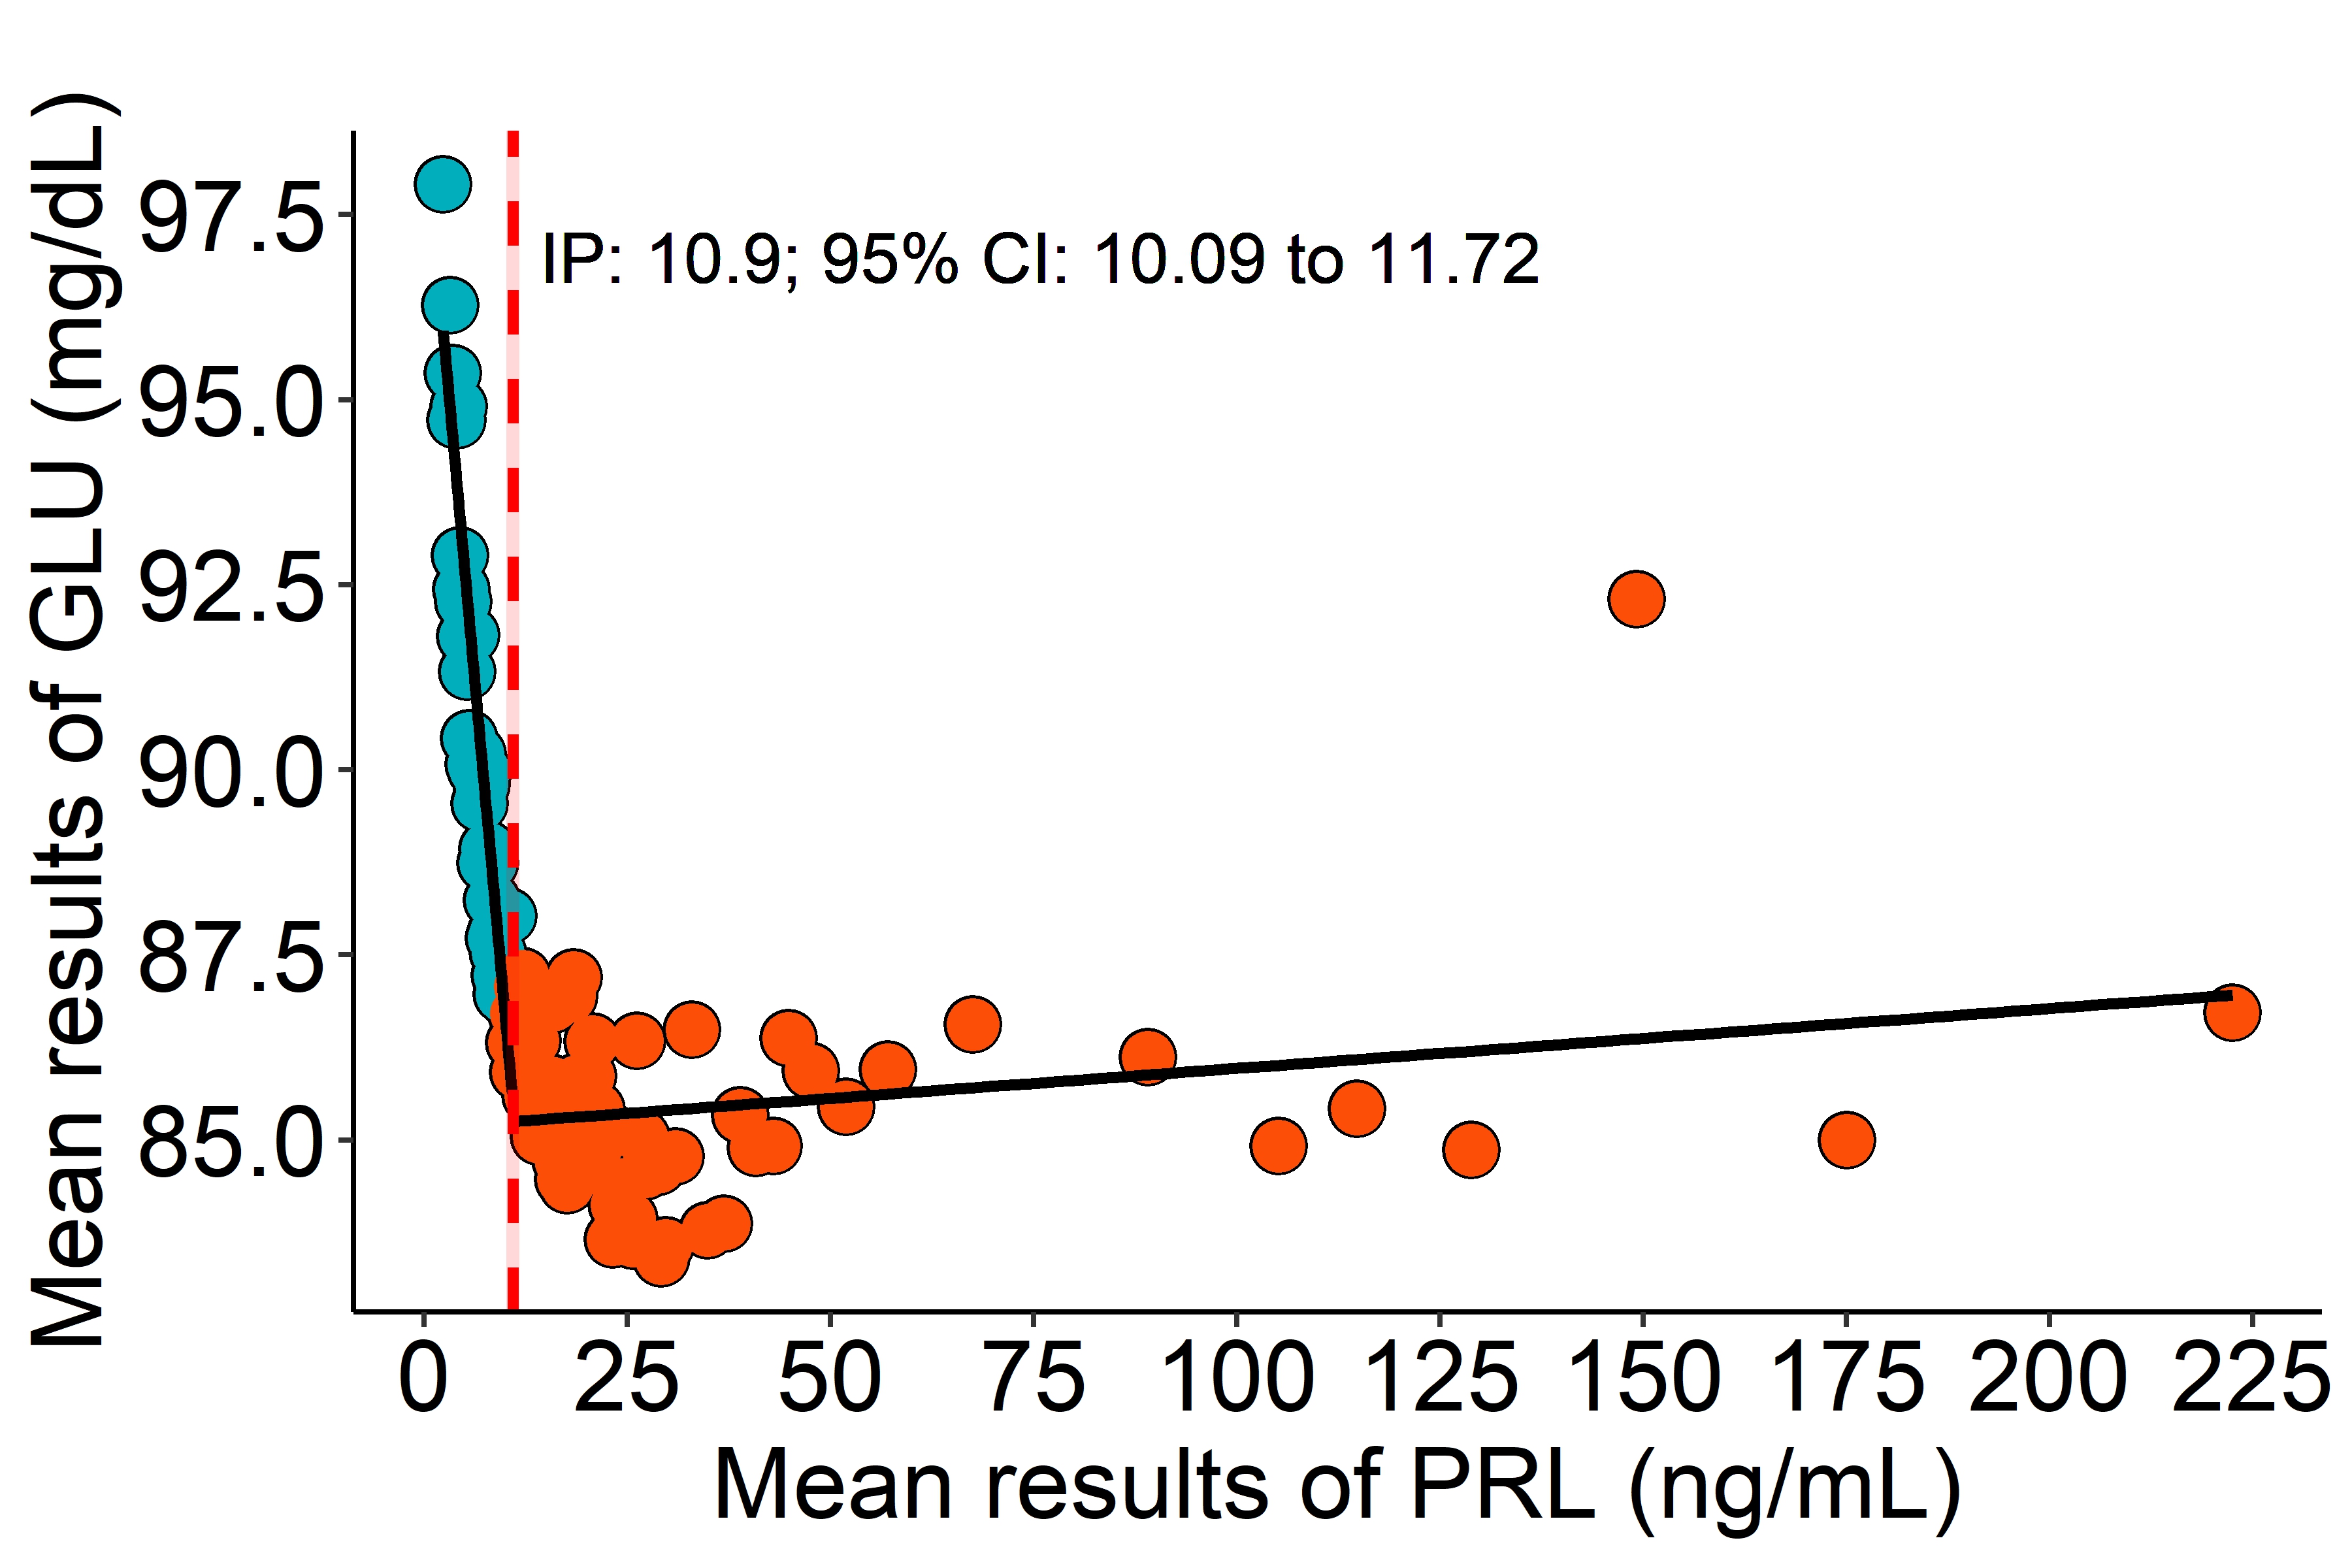 Mean results of GLU (mg/dL)
97.5
95.0
92.5
90.0
87.5
85.0
IP: 10.9; 95% CI: 10.09 to 11.72
0 25 50 75 100 125 150 175 200 225
Mean results of PRL (ng/mL)